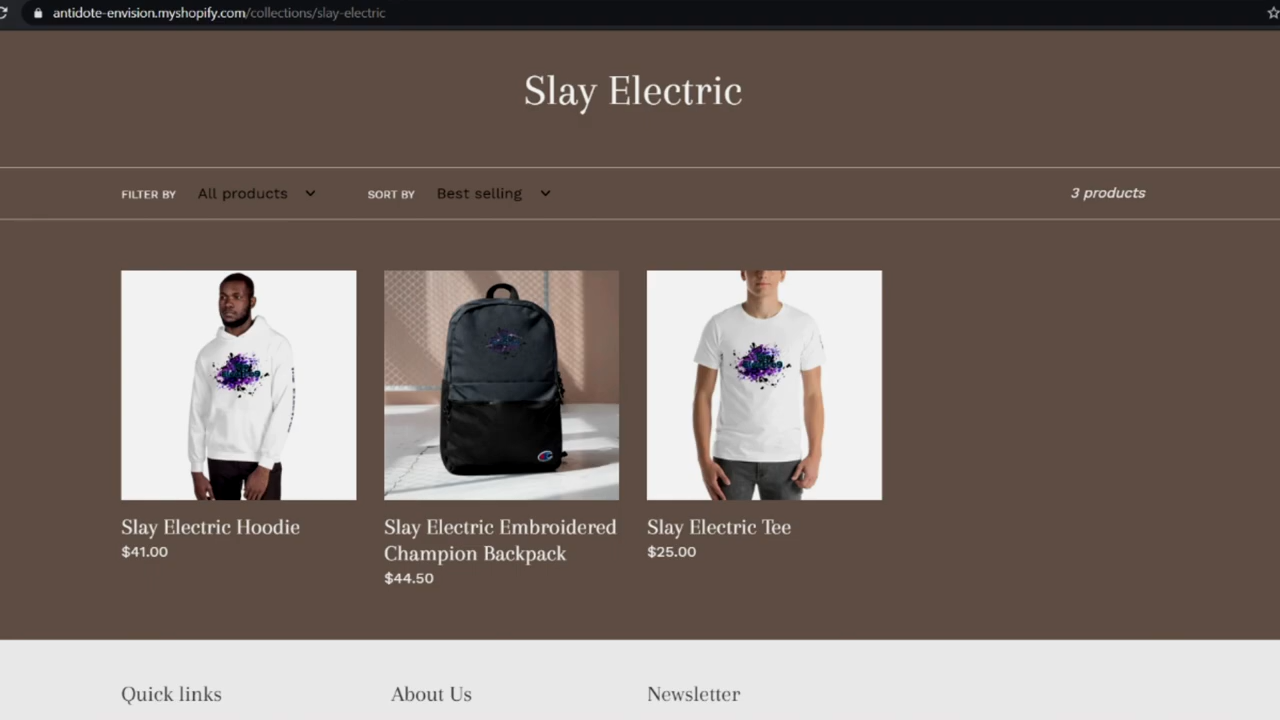 antidote-envision.myshopify.com/collections/slay-electric
Slay Electric
FILTER BY All products SORT BY Best selling 3 products
Slay Electric Hoodie
$41.00
Slay Electric Embroidered
Champion Backpack
$44.50
Slay Electric Tee
$25.00
Quick links About Us Newsletter